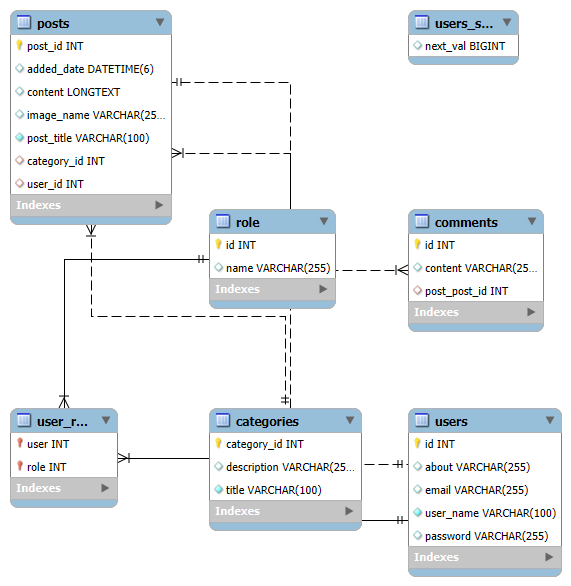 posts
post_id INT
added_date DATETIME(6)
content LONGTEXT
image_name VARCHAR(25...
post_title VARCHAR(100)
category_id INT
user_id INT
Indexes
users_s...
next_val BIGINT
role
id INT
name VARCHAR(255)
Indexes
comments
id INT
content VARCHAR(25...
post_post_id INT
Indexes
user_r...
user INT
role INT
Indexes
categories
category_id INT
description VARCHAR(25...
title VARCHAR(100)
Indexes
users
id INT
about VARCHAR(255)
email VARCHAR(255)
user_name VARCHAR(100)
password VARCHAR(255)
Indexes